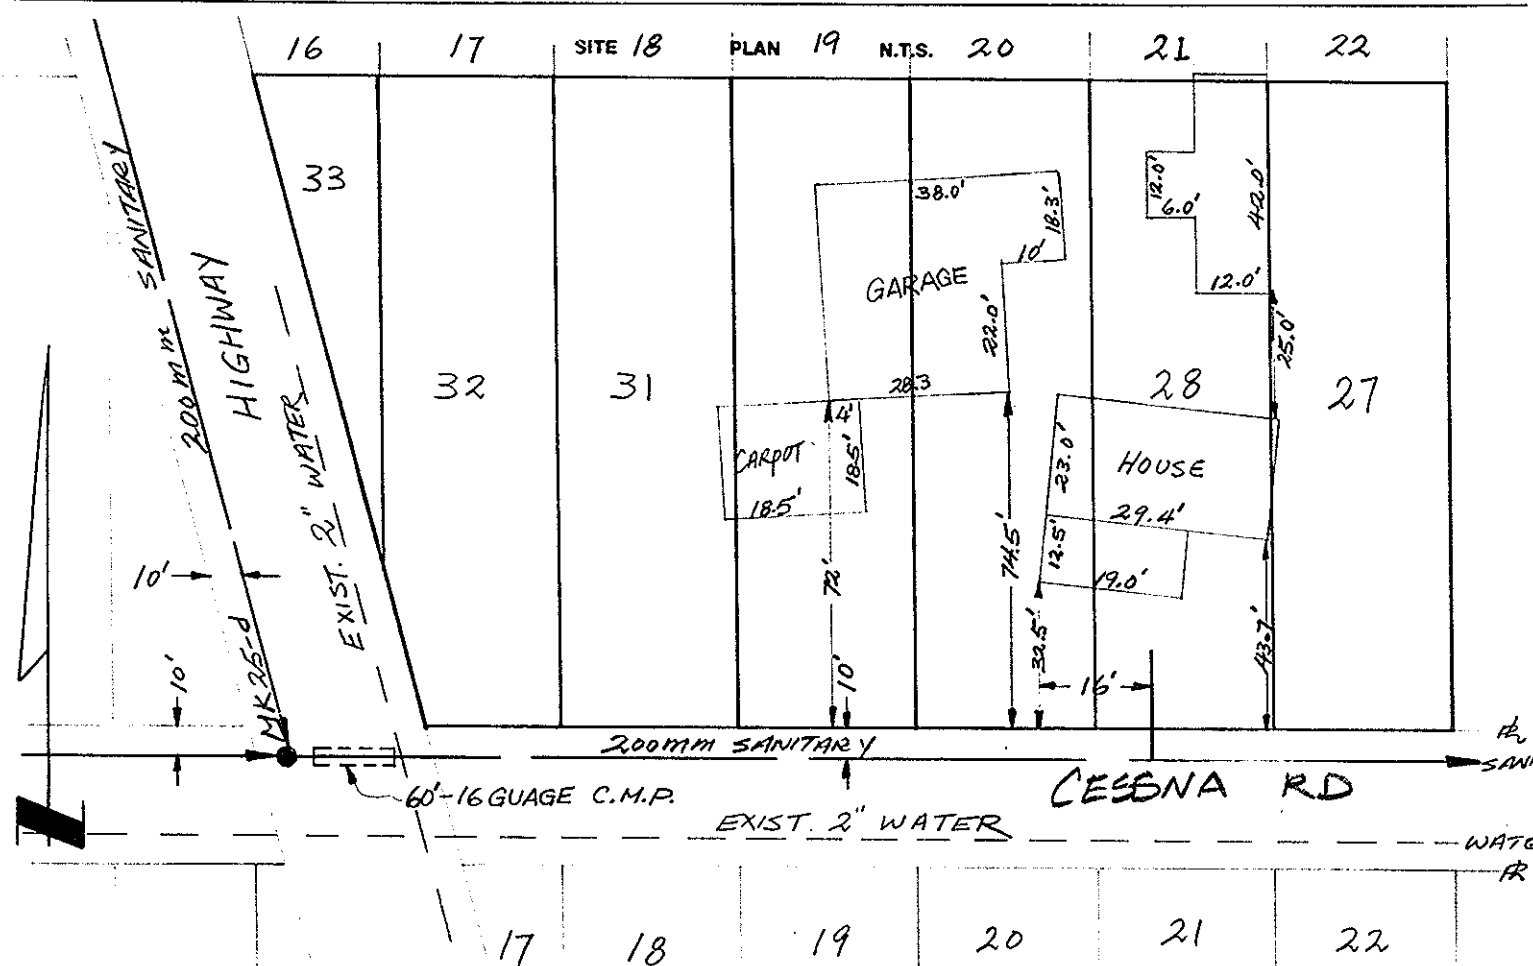 16 17 SITE 18 PLAN 19 N.T.S. 20 21 22
33
200mm SANITARY
HIGHWAY
EXIST. 2" WATER
32
31
38.0'
18.3'
10'
GARAGE
22.0'
28.3
12.0'
6.0'
42.0'
12.0'
25.0'
28
27
4'
CARPOT
18.5'
18.5'
23.0'
HOUSE
29.4'
12.5'
19.0'
72'
74.5'
32.5'
43.7'
10'
10'
MK25-d
10'
16'
200mm SANITARY
60'-16 GUAGE C.M.P.
CESSNA RD
SANI
EXIST. 2" WATER
WATE
17 18 19 20 21 22